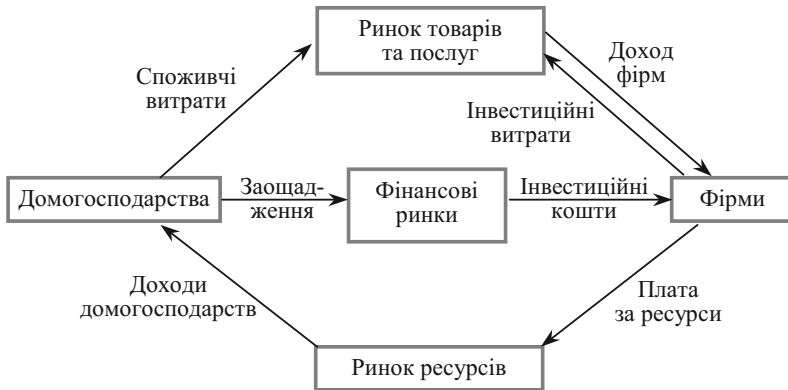 Ринок товарів
та послуг
Споживчі
витрати
Доход
фірм
Інвестиційні
витрати
Домогосподарства
Заощад-
ження
Фінансові
ринки
Інвестиційні
кошти
Фірми
Доходи
домогосподарств
Плата
за ресурси
Ринок ресурсів